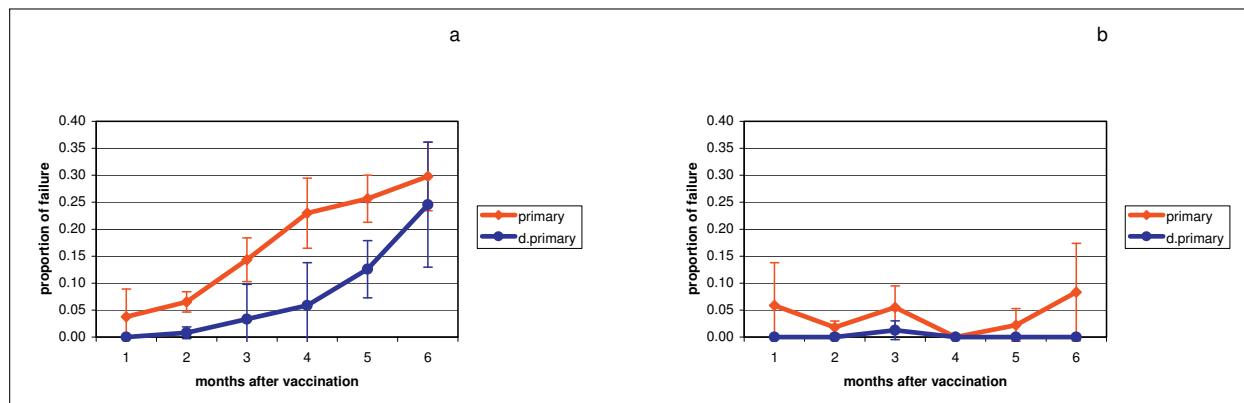 a
0.40
0.35
0.30
0.25
0.20
0.15
0.10
0.05
0.00
proportion of failure
1 2 3 4 5 6
months after vaccination
primary
d.primary
b
0.40
0.35
0.30
0.25
0.20
0.15
0.10
0.05
0.00
proportion of failure
1 2 3 4 5 6
months after vaccination
primary
d.primary